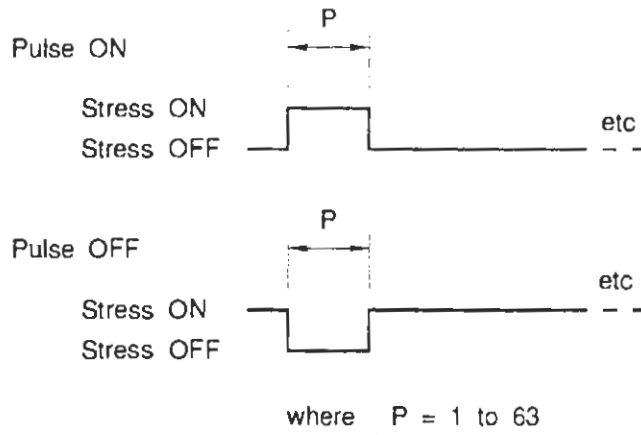 P
Pulse ON
Stress ON
etc
Stress OFF
P
Pulse OFF
etc
Stress ON
Stress OFF
where P = 1 to 63